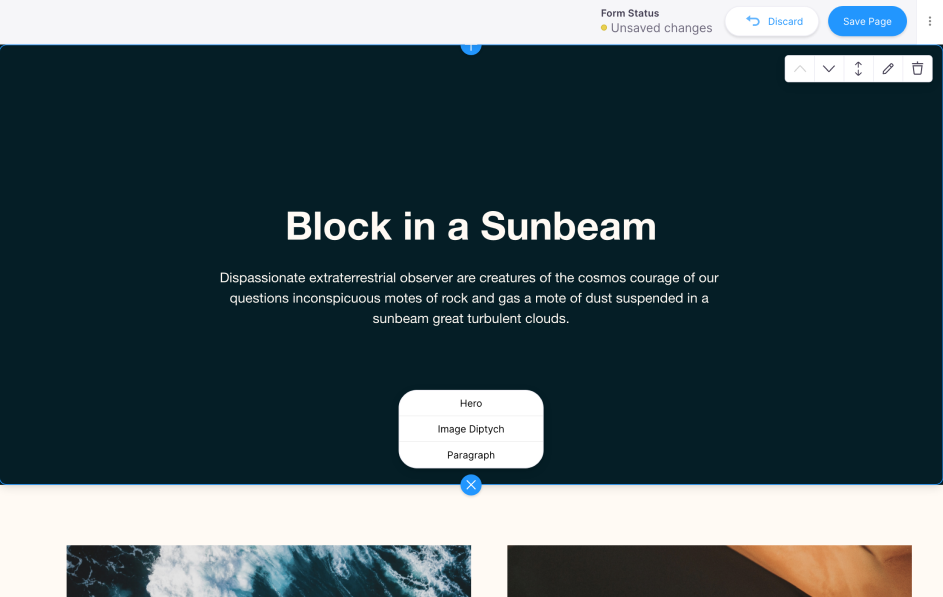 Form Status
Unsaved changes
Discard
Save Page
Block in a Sunbeam
Dispassionate extraterrestrial observer are creatures of the cosmos courage of our
questions inconspicuous motes of rock and gas a mote of dust suspended in a
sunbeam great turbulent clouds.
Hero
Image Diptych
Paragraph